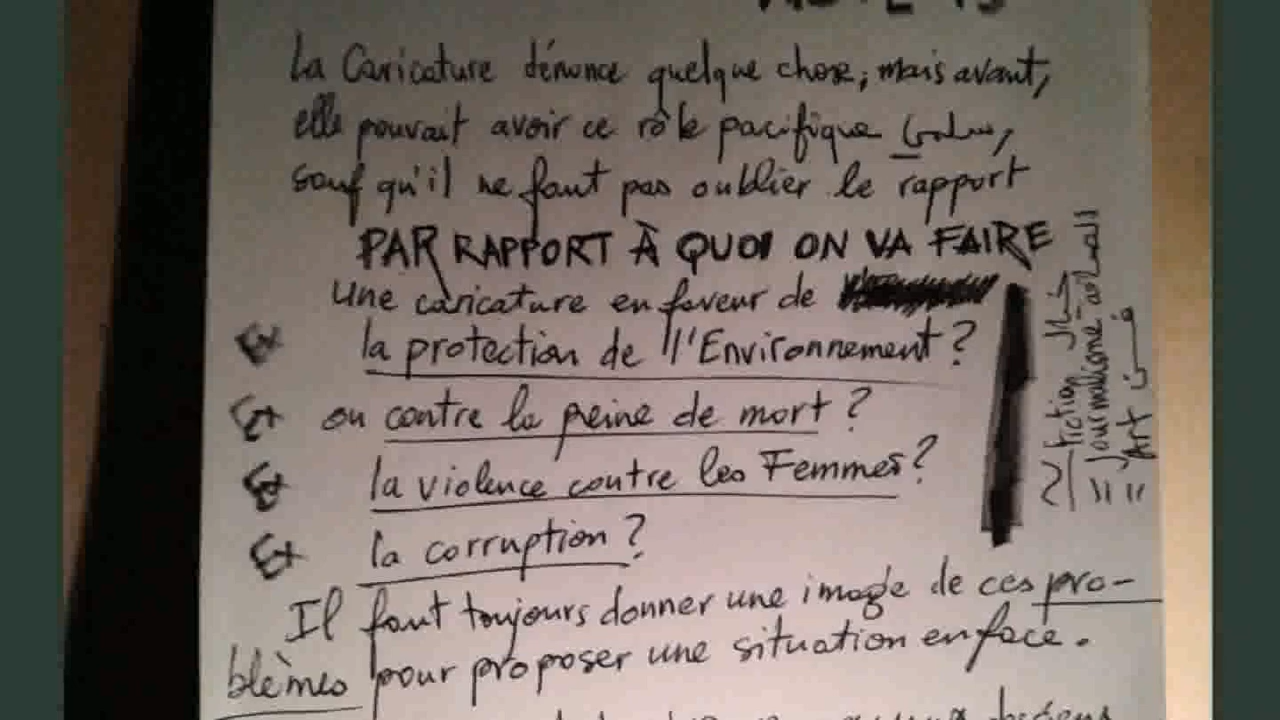 La Caricature dénonce quelque chose, mais avant,
elle pouvait avoir ce rôle pacifique
sauf qu'il ne faut pas oublier le rapport
PAR RAPPORT À QUOI ON VA FAIRE
une caricature en faveur de
Ex la protection de l'Environnement ?
Ex ou contre la peine de mort ?
Ex la violence contre les Femmes ?
Ex la corruption ?
Il faut toujours donner une image de ces pro-
blèmes pour proposer une situation en face.
Fiction
Journalisme
Art